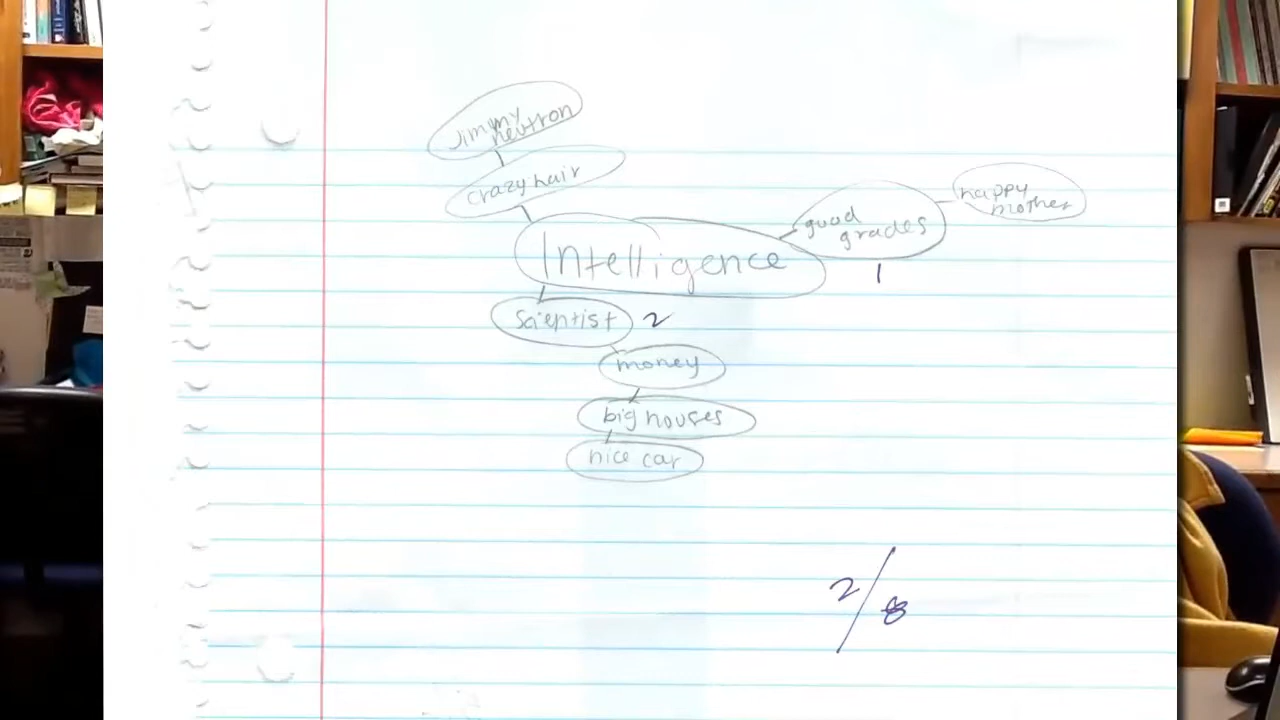 Jimmy
neutron
crazy hair
Intelligence
good
grades
happy
mother
1
Scientist 2
money
big houses
nice car
2/8